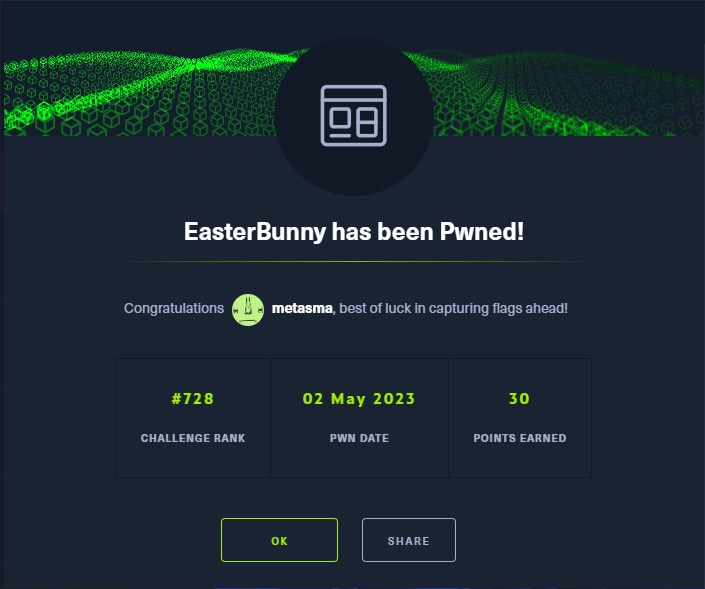 EasterBunny has been Pwned!
Congratulations metasma, best of luck in capturing flags ahead!
#728 02 May 2023 30
CHALLENGE RANK PWN DATE POINTS EARNED
OK SHARE